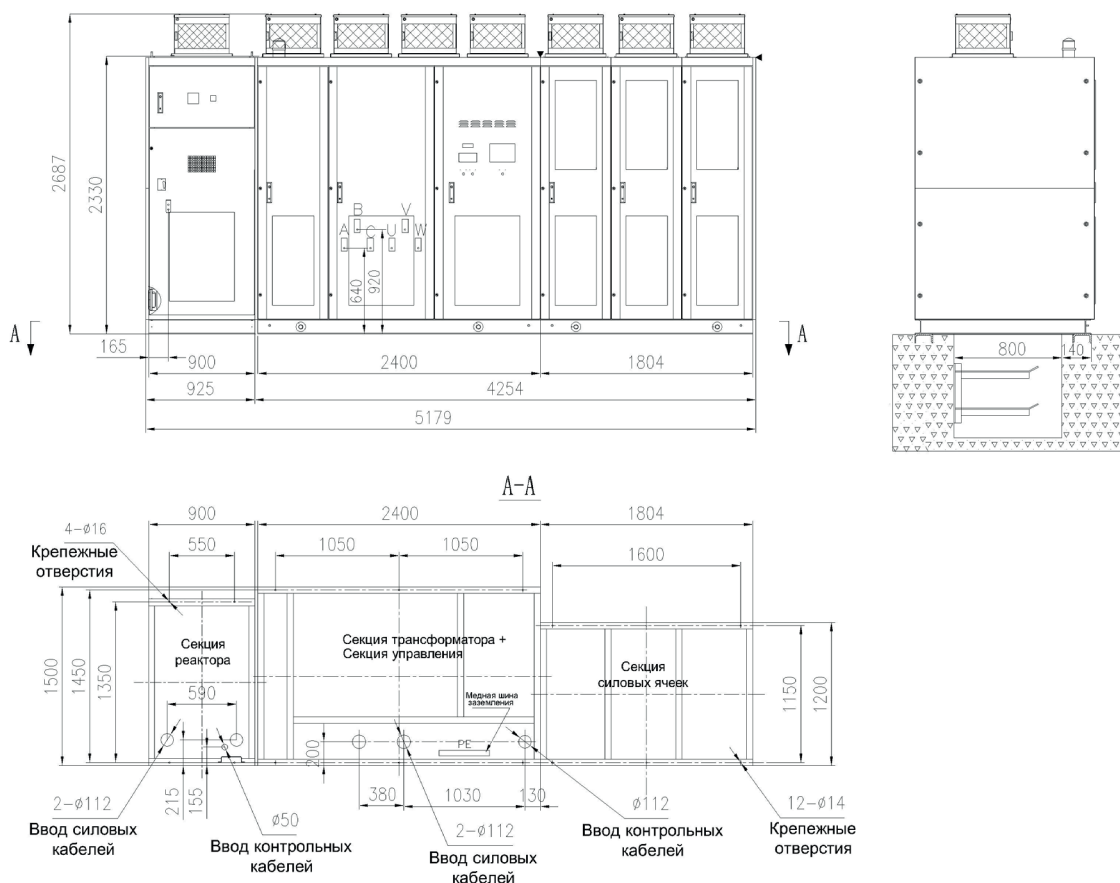 2687
2330
B
V
A
C
U
W
640
920
A
A
165
900
2400
1804
925
4254
5179
800
140
A-A
900
2400
1804
4-ø16
Крепежные
отверстия
550
1050
1050
1600
1500
1450
1350
Секция
реактора
590
Секция трансформатора +
Секция управления
Медная шина
заземления
PE
Секция
силовых ячеек
1150
1200
200
215
155
380
1030
130
2-ø112
Ввод силовых
кабелей
ø50
Ввод контрольных
кабелей
2-ø112
Ввод силовых
кабелей
ø112
Ввод контрольных
кабелей
12-ø14
Крепежные
отверстия